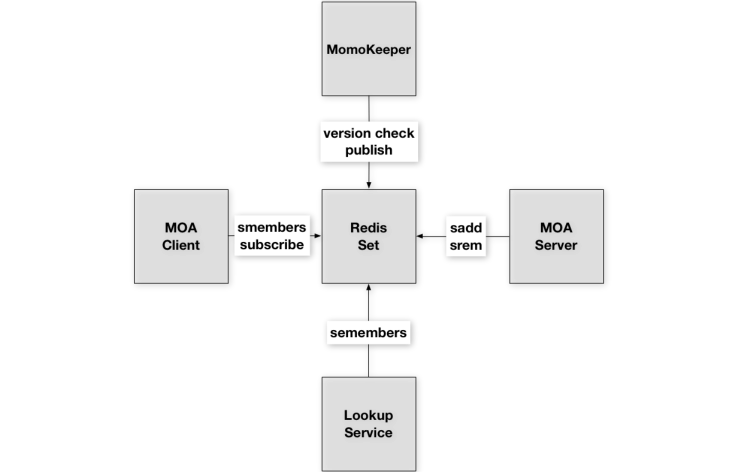 MomoKeeper
version check
publish
MOA
Client
smembers
subscribe
Redis
Set
sadd
srem
MOA
Server
semembers
Lookup
Service